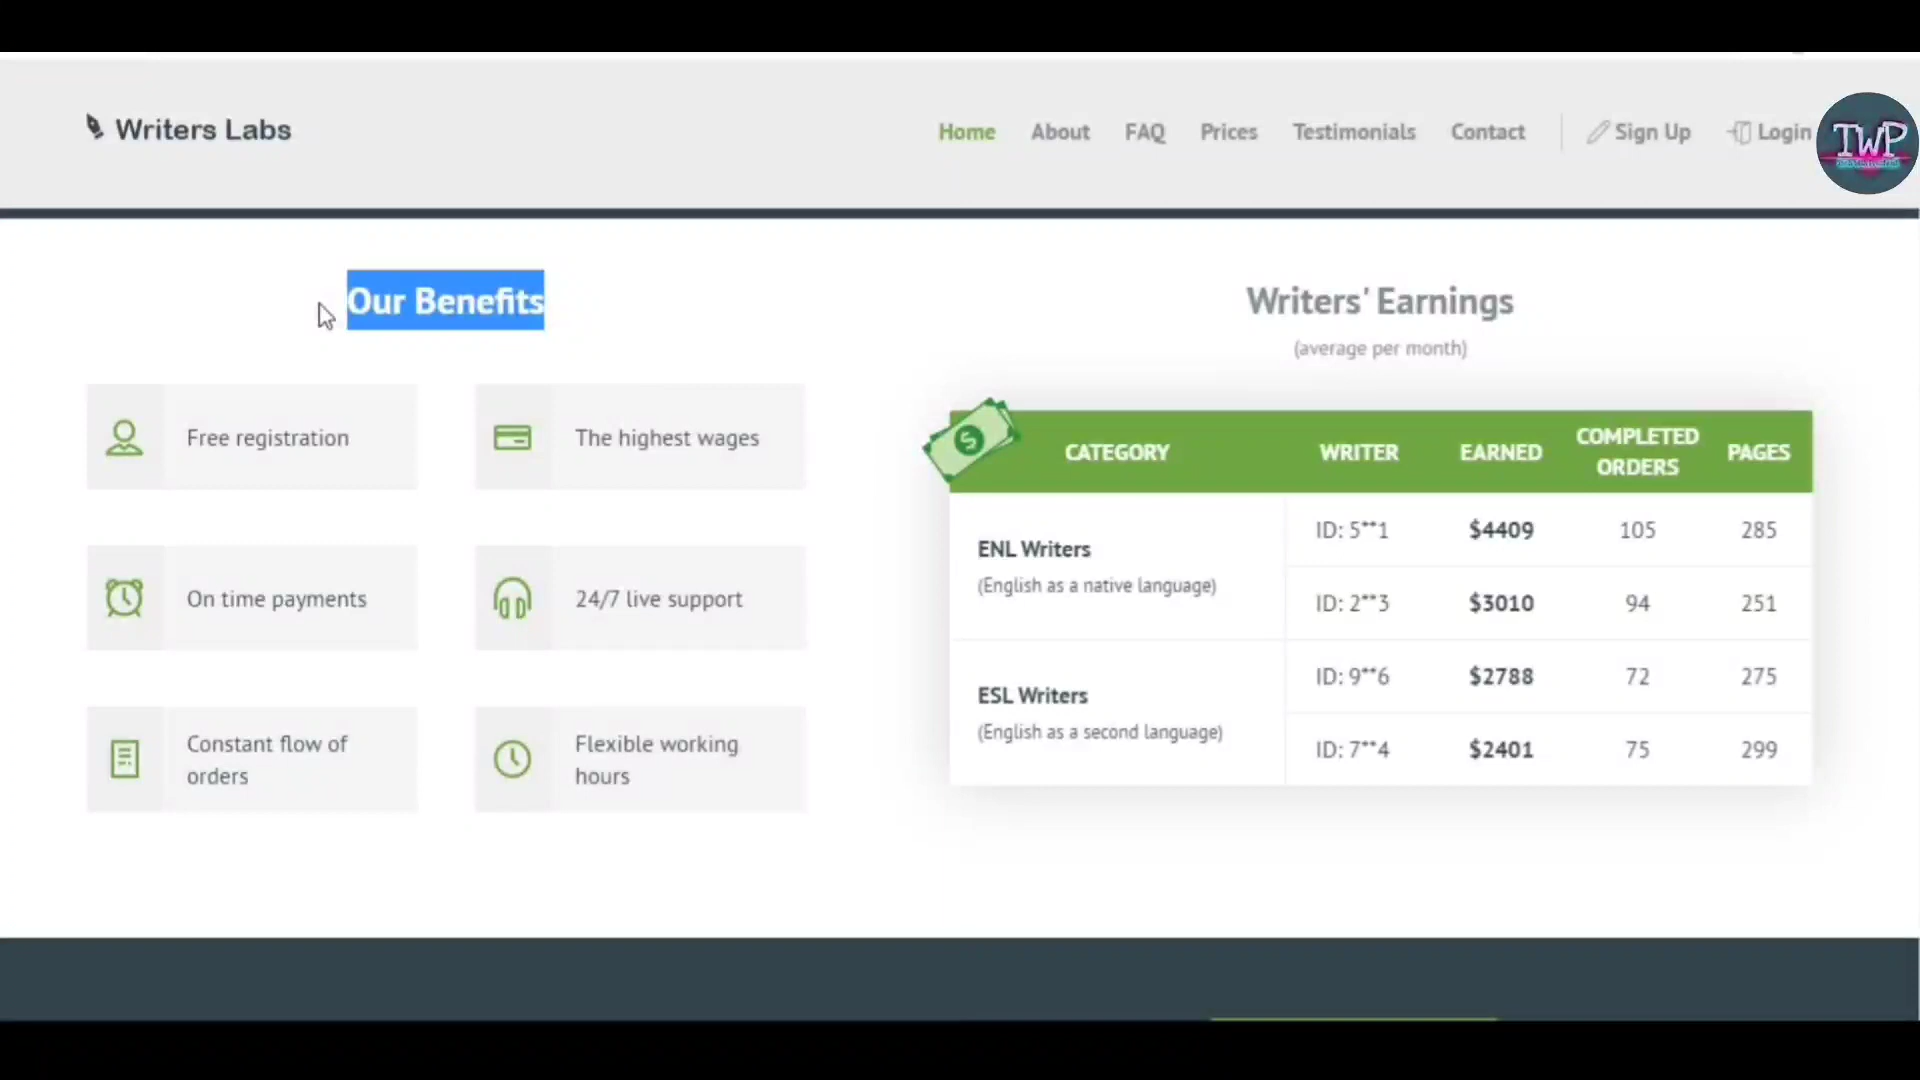 Writers Labs
Home About FAQ Prices Testimonials Contact Sign Up Login
TWP
Our Benefits
Free registration
The highest wages
On time payments
24/7 live support
Constant flow of
orders
Flexible working
hours
Writers' Earnings
(average per month)
CATEGORY WRITER EARNED COMPLETED ORDERS PAGES
ENL Writers
(English as a native language)
ID: 5**1 $4409 105 285
ID: 2**3 $3010 94 251
ESL Writers
(English as a second language)
ID: 9**6 $2788 72 275
ID: 7**4 $2401 75 299